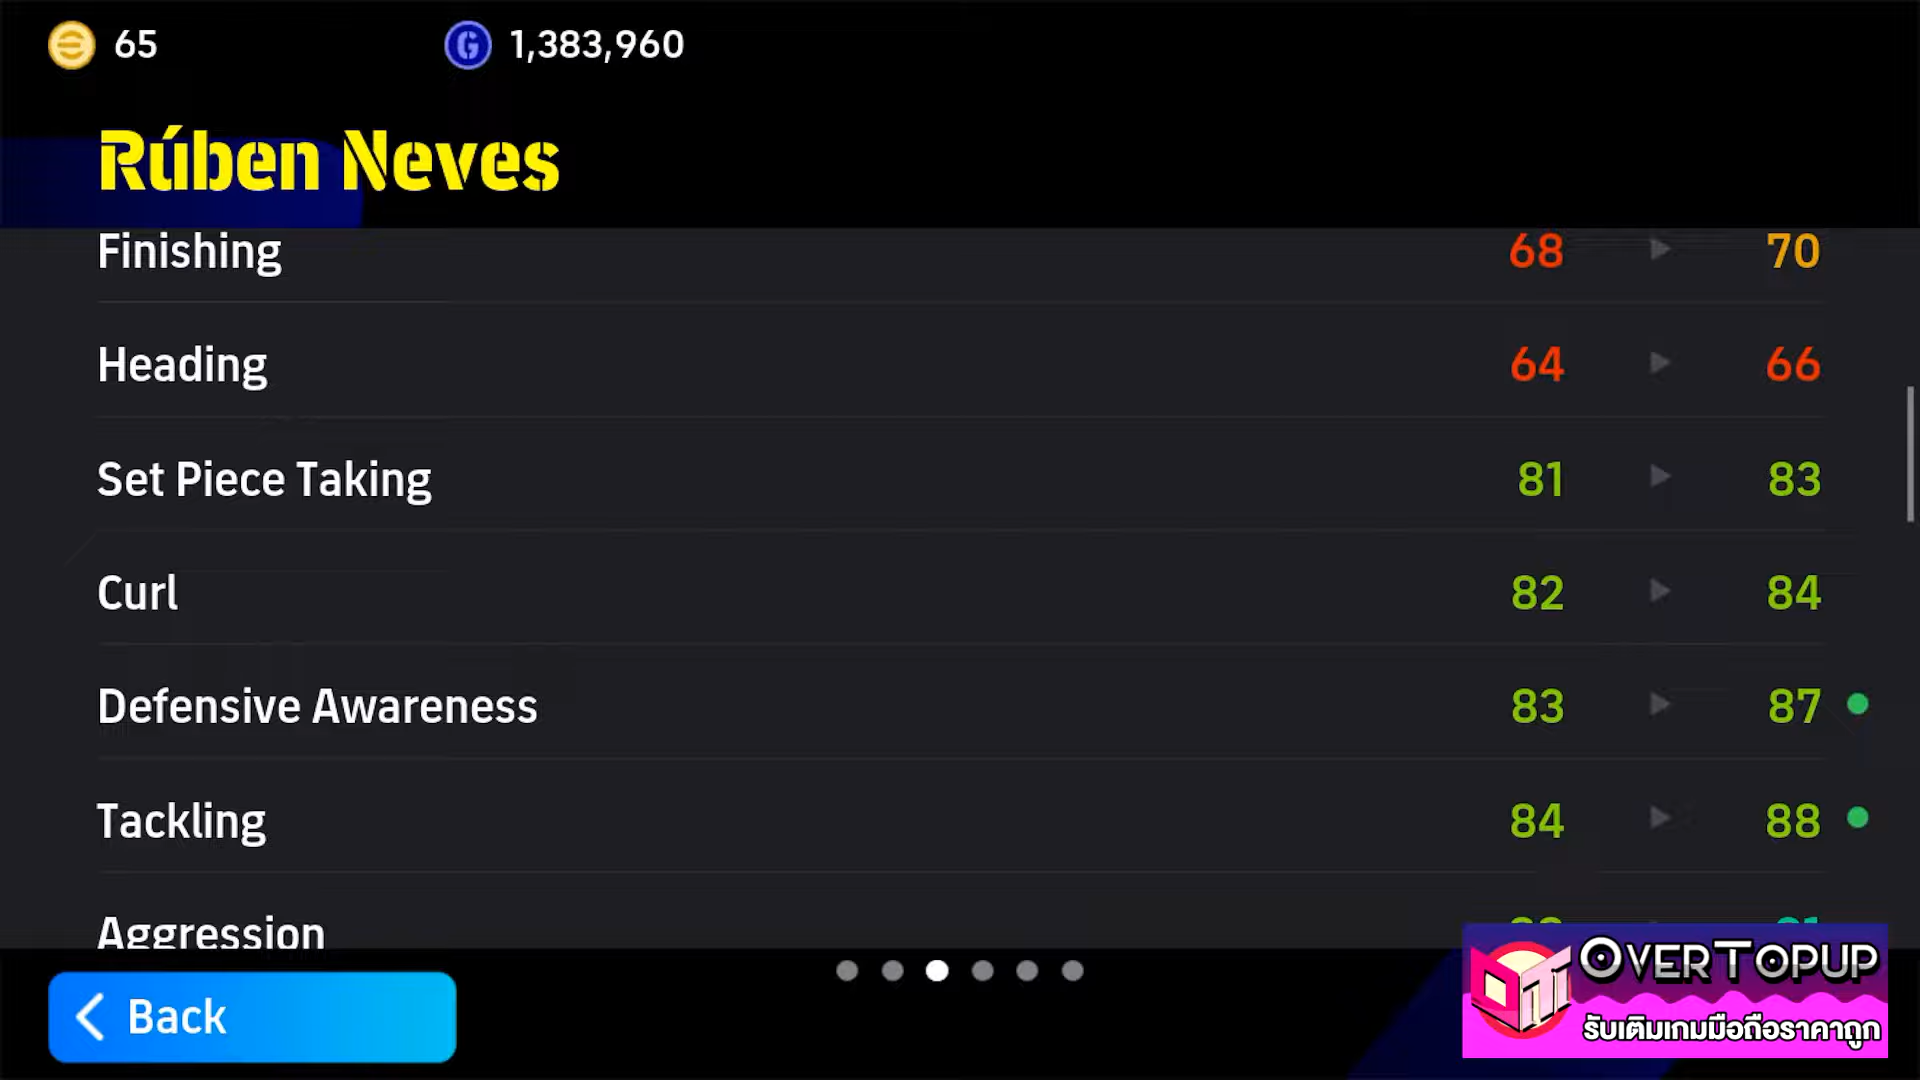 65
1,383,960
Rúben Neves
Finishing 68 70
Heading 64 66
Set Piece Taking 81 83
Curl 82 84
Defensive Awareness 83 87
Tackling 84 88
Aggression
OVERTOPUP
รับเติมเกมมือถือราคาถูก
Back